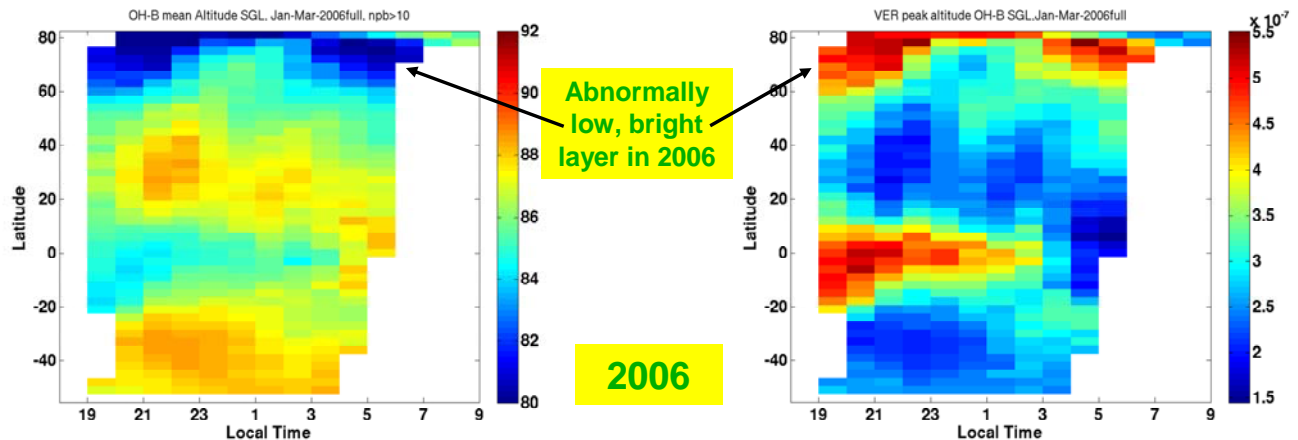 OH-B mean Altitude SGL, Jan-Mar-2006full, npb>10
80
60
40
20
0
-20
-40
Latitude
19 21 23 1 3 5 7 9
Local Time
92
90
88
86
84
82
80
Abnormally
low, bright
layer in 2006
2006
VER peak altitude OH-B SGL,Jan-Mar-2006full
80
60
40
20
0
-20
-40
Latitude
19 21 23 1 3 5 7 9
Local Time
x 10-7
5.5
5
4.5
4
3.5
3
2.5
2
1.5